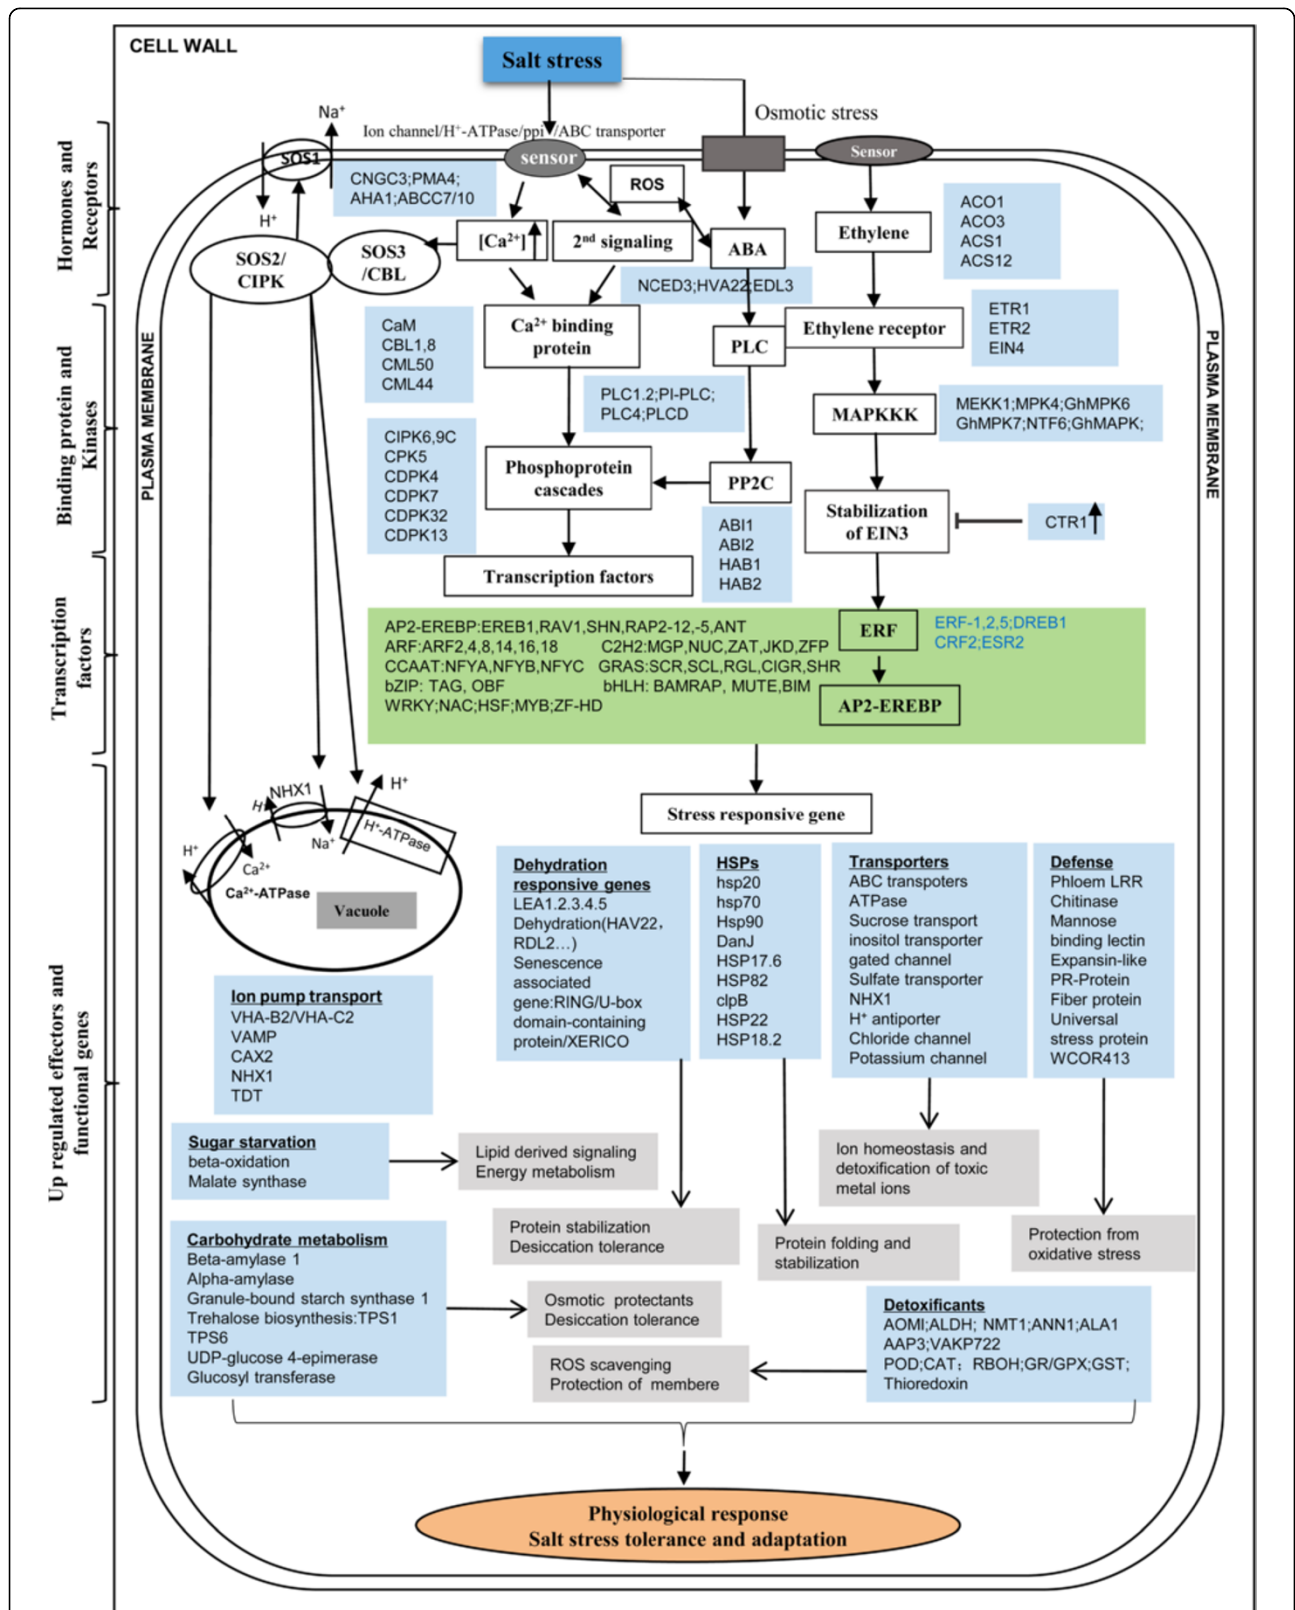 CELL WALL
Salt stress
Osmotic stress
Na⁺
Ion channel/H⁺-ATPase/ppi /ABC transporter
SOS1
sensor
Sensor
H⁺
CNGC3;PMA4;
AHA1;ABCC7/10
ROS
ACO1
ACO3
ACS1
ACS12
SOS2/
CIPK
SOS3
/CBL
[Ca²⁺]
2ⁿᵈ signaling
ABA
Ethylene
NCED3;HVA22;EDL3
Hormones and
Receptors
Binding protein and
Kinases
Transcription
factors
Up regulated effectors and
functional genes
PLASMA MEMBRANE
PLASMA MEMBRANE
CaM
CBL1,8
CML50
CML44
Ca²⁺ binding
protein
PLC
Ethylene receptor
ETR1
ETR2
EIN4
PLC1.2;PI-PLC;
PLC4;PLCD
MAPKKK
MEKK1;MPK4;GhMPK6
GhMPK7;NTF6;GhMAPK;
CIPK6,9C
CPK5
CDPK4
CDPK7
CDPK32
CDPK13
Phosphoprotein
cascades
PP2C
Stabilization
of EIN3
CTR1
ABI1
ABI2
HAB1
HAB2
Transcription factors
AP2-EREBP:EREB1,RAV1,SHN,RAP2-12,-5,ANT
ARF:ARF2,4,8,14,16,18 C2H2:MGP,NUC,ZAT,JKD,ZFP
CCAAT:NFYA,NFYB,NFYC GRAS:SCR,SCL,RGL,CIGR,SHR
bZIP: TAG, OBF bHLH: BAMRAP, MUTE,BIM
WRKY;NAC;HSF;MYB;ZF-HD
ERF
ERF-1,2,5;DREB1
CRF2;ESR2
AP2-EREBP
Stress responsive gene
NHX1
H⁺
H⁺
Na⁺
H⁺-ATPase
H⁺
Ca²⁺
Ca²⁺-ATPase
Vacuole
Dehydration
responsive genes
LEA1.2.3.4.5
Dehydration(HAV22,
RDL2...)
Senescence
associated
gene:RING/U-box
domain-containing
protein/XERICO
HSPs
hsp20
hsp70
Hsp90
DanJ
HSP17.6
HSP82
clpB
HSP22
HSP18.2
Transporters
ABC transpoters
ATPase
Sucrose transport
inositol transporter
gated channel
Sulfate transporter
NHX1
H⁺ antiporter
Chloride channel
Potassium channel
Defense
Phloem LRR
Chitinase
Mannose
binding lectin
Expansin-like
PR-Protein
Fiber protein
Universal
stress protein
WCOR413
Ion pump transport
VHA-B2/VHA-C2
VAMP
CAX2
NHX1
TDT
Sugar starvation
beta-oxidation
Malate synthase
Lipid derived signaling
Energy metabolism
Ion homeostasis and
detoxification of toxic
metal ions
Protein stabilization
Desiccation tolerance
Protein folding and
stabilization
Protection from
oxidative stress
Carbohydrate metabolism
Beta-amylase 1
Alpha-amylase
Granule-bound starch synthase 1
Trehalose biosynthesis:TPS1
TPS6
UDP-glucose 4-epimerase
Glucosyl transferase
Osmotic protectants
Desiccation tolerance
Detoxificants
AOMI;ALDH; NMT1;ANN1;ALA1
AAP3;VAKP722
POD;CAT；RBOH;GR/GPX;GST;
Thioredoxin
ROS scavenging
Protection of membere
Physiological response
Salt stress tolerance and adaptation